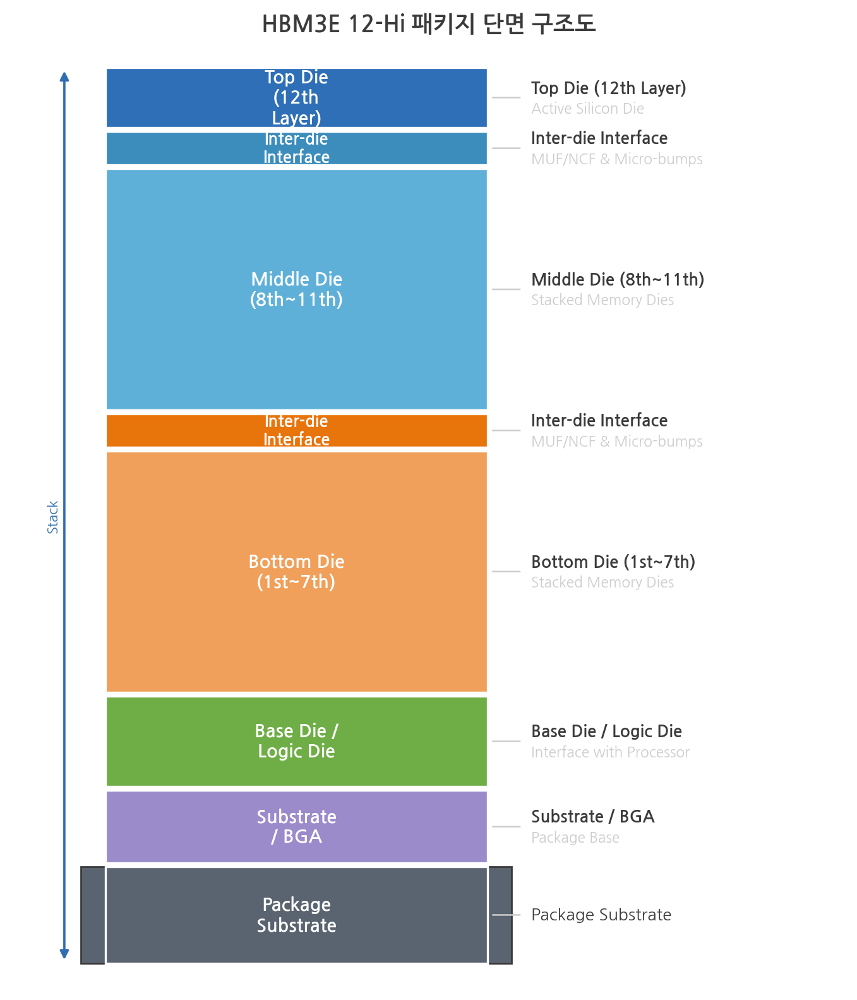 HBM3E 12-Hi 패키지 단면 구조도
Top Die
(12th
Layer)
Top Die (12th Layer)
Active Silicon Die
Inter-die
Interface
Inter-die Interface
MUF/NCF & Micro-bumps
Middle Die
(8th~11th)
Middle Die (8th~11th)
Stacked Memory Dies
Inter-die
Interface
Inter-die Interface
MUF/NCF & Micro-bumps
Stack
Bottom Die
(1st~7th)
Bottom Die (1st~7th)
Stacked Memory Dies
Base Die /
Logic Die
Base Die / Logic Die
Interface with Processor
Substrate
/ BGA
Substrate / BGA
Package Base
Package
Substrate
Package Substrate